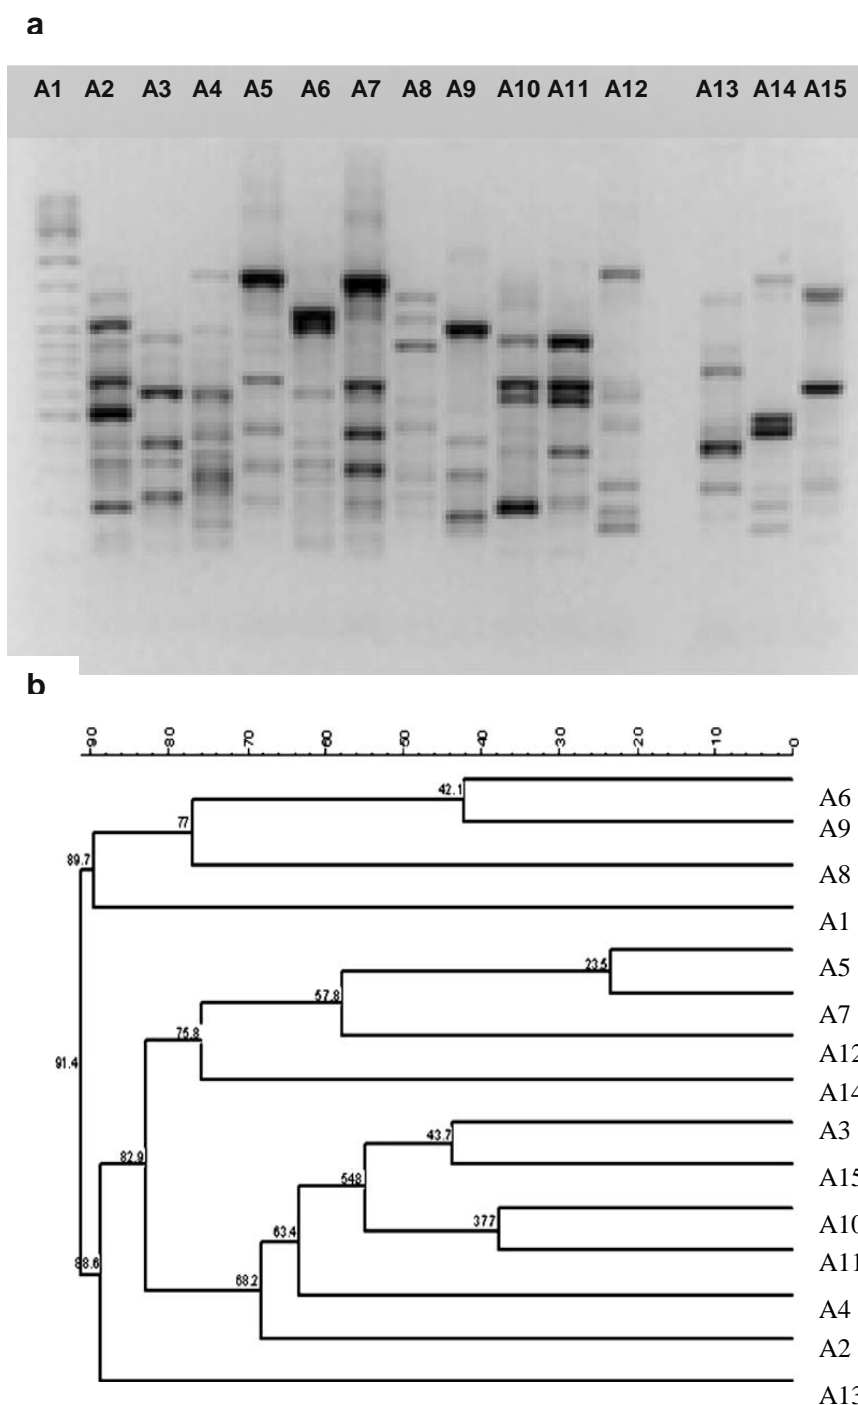 a
A1 A2 A3 A4 A5 A6 A7 A8 A9 A10 A11 A12 A13 A14 A15
b
90 80 70 60 50 40 30 20 10 0
42.1
A6
77
A9
89.7
A8
A1
23.5
A5
57.8
A7
75.8
A12
91.4
A14
43.7
A3
82.9
548
A15
377
A10
63.4
88.6
68.2
A11
A4
A2
A13